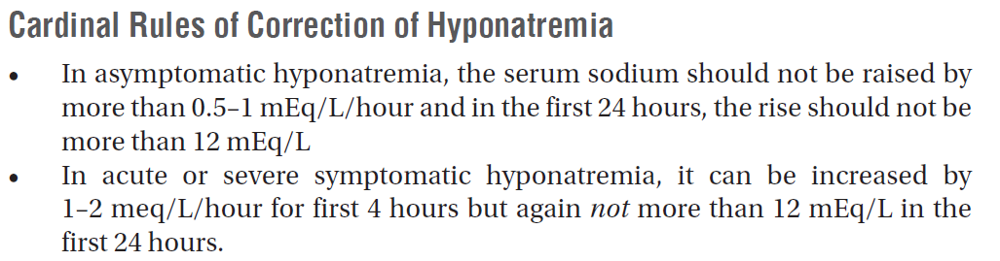 Cardinal Rules of Correction of Hyponatremia
• In asymptomatic hyponatremia, the serum sodium should not be raised by
more than 0.5–1 mEq/L/hour and in the first 24 hours, the rise should not be
more than 12 mEq/L
• In acute or severe symptomatic hyponatremia, it can be increased by
1–2 meq/L/hour for first 4 hours but again not more than 12 mEq/L in the
first 24 hours.